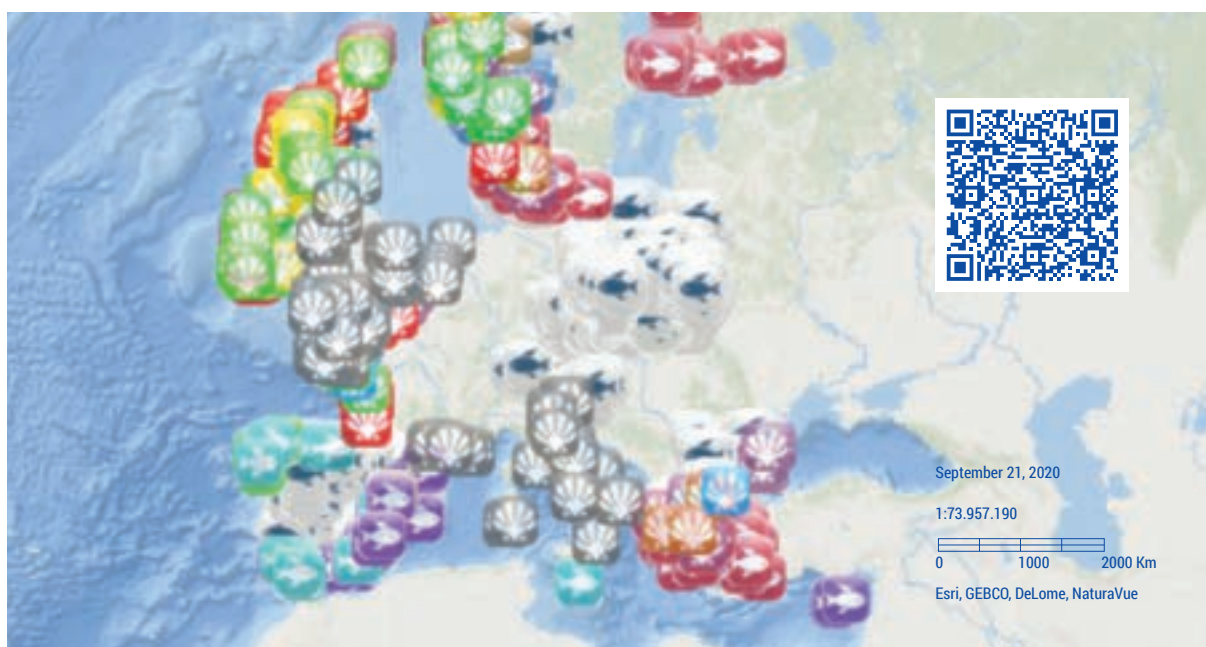 September 21, 2020
1:73.957.190
0 1000 2000 Km
Esri, GEBCO, DeLome, NaturaVue